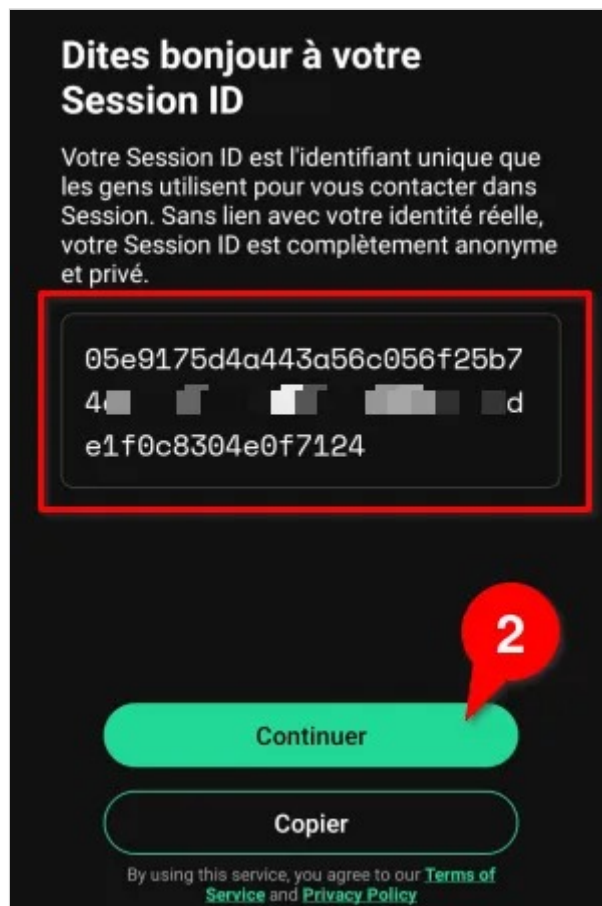 Dites bonjour à votre
Session ID
Votre Session ID est l'identifiant unique que
les gens utilisent pour vous contacter dans
Session. Sans lien avec votre identité réelle,
votre Session ID est complètement anonyme
et privé.
05e9175d4a443a56c056f25b7
e1f0c8304e0f7124
2
Continuer
Copier
By using this service, you agree to our Terms of
Service and Privacy Policy